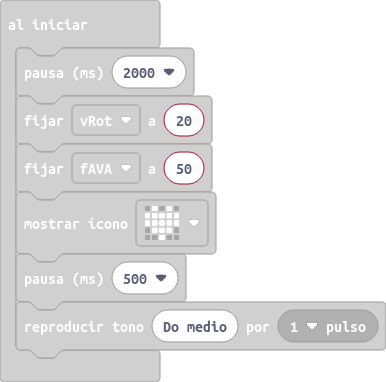 al iniciar
pausa (ms) 2000
fijar vRot a 20
fijar fAVA a 50
mostrar ícono
pausa (ms) 500
reproducir tono Do medio por 1 pulso